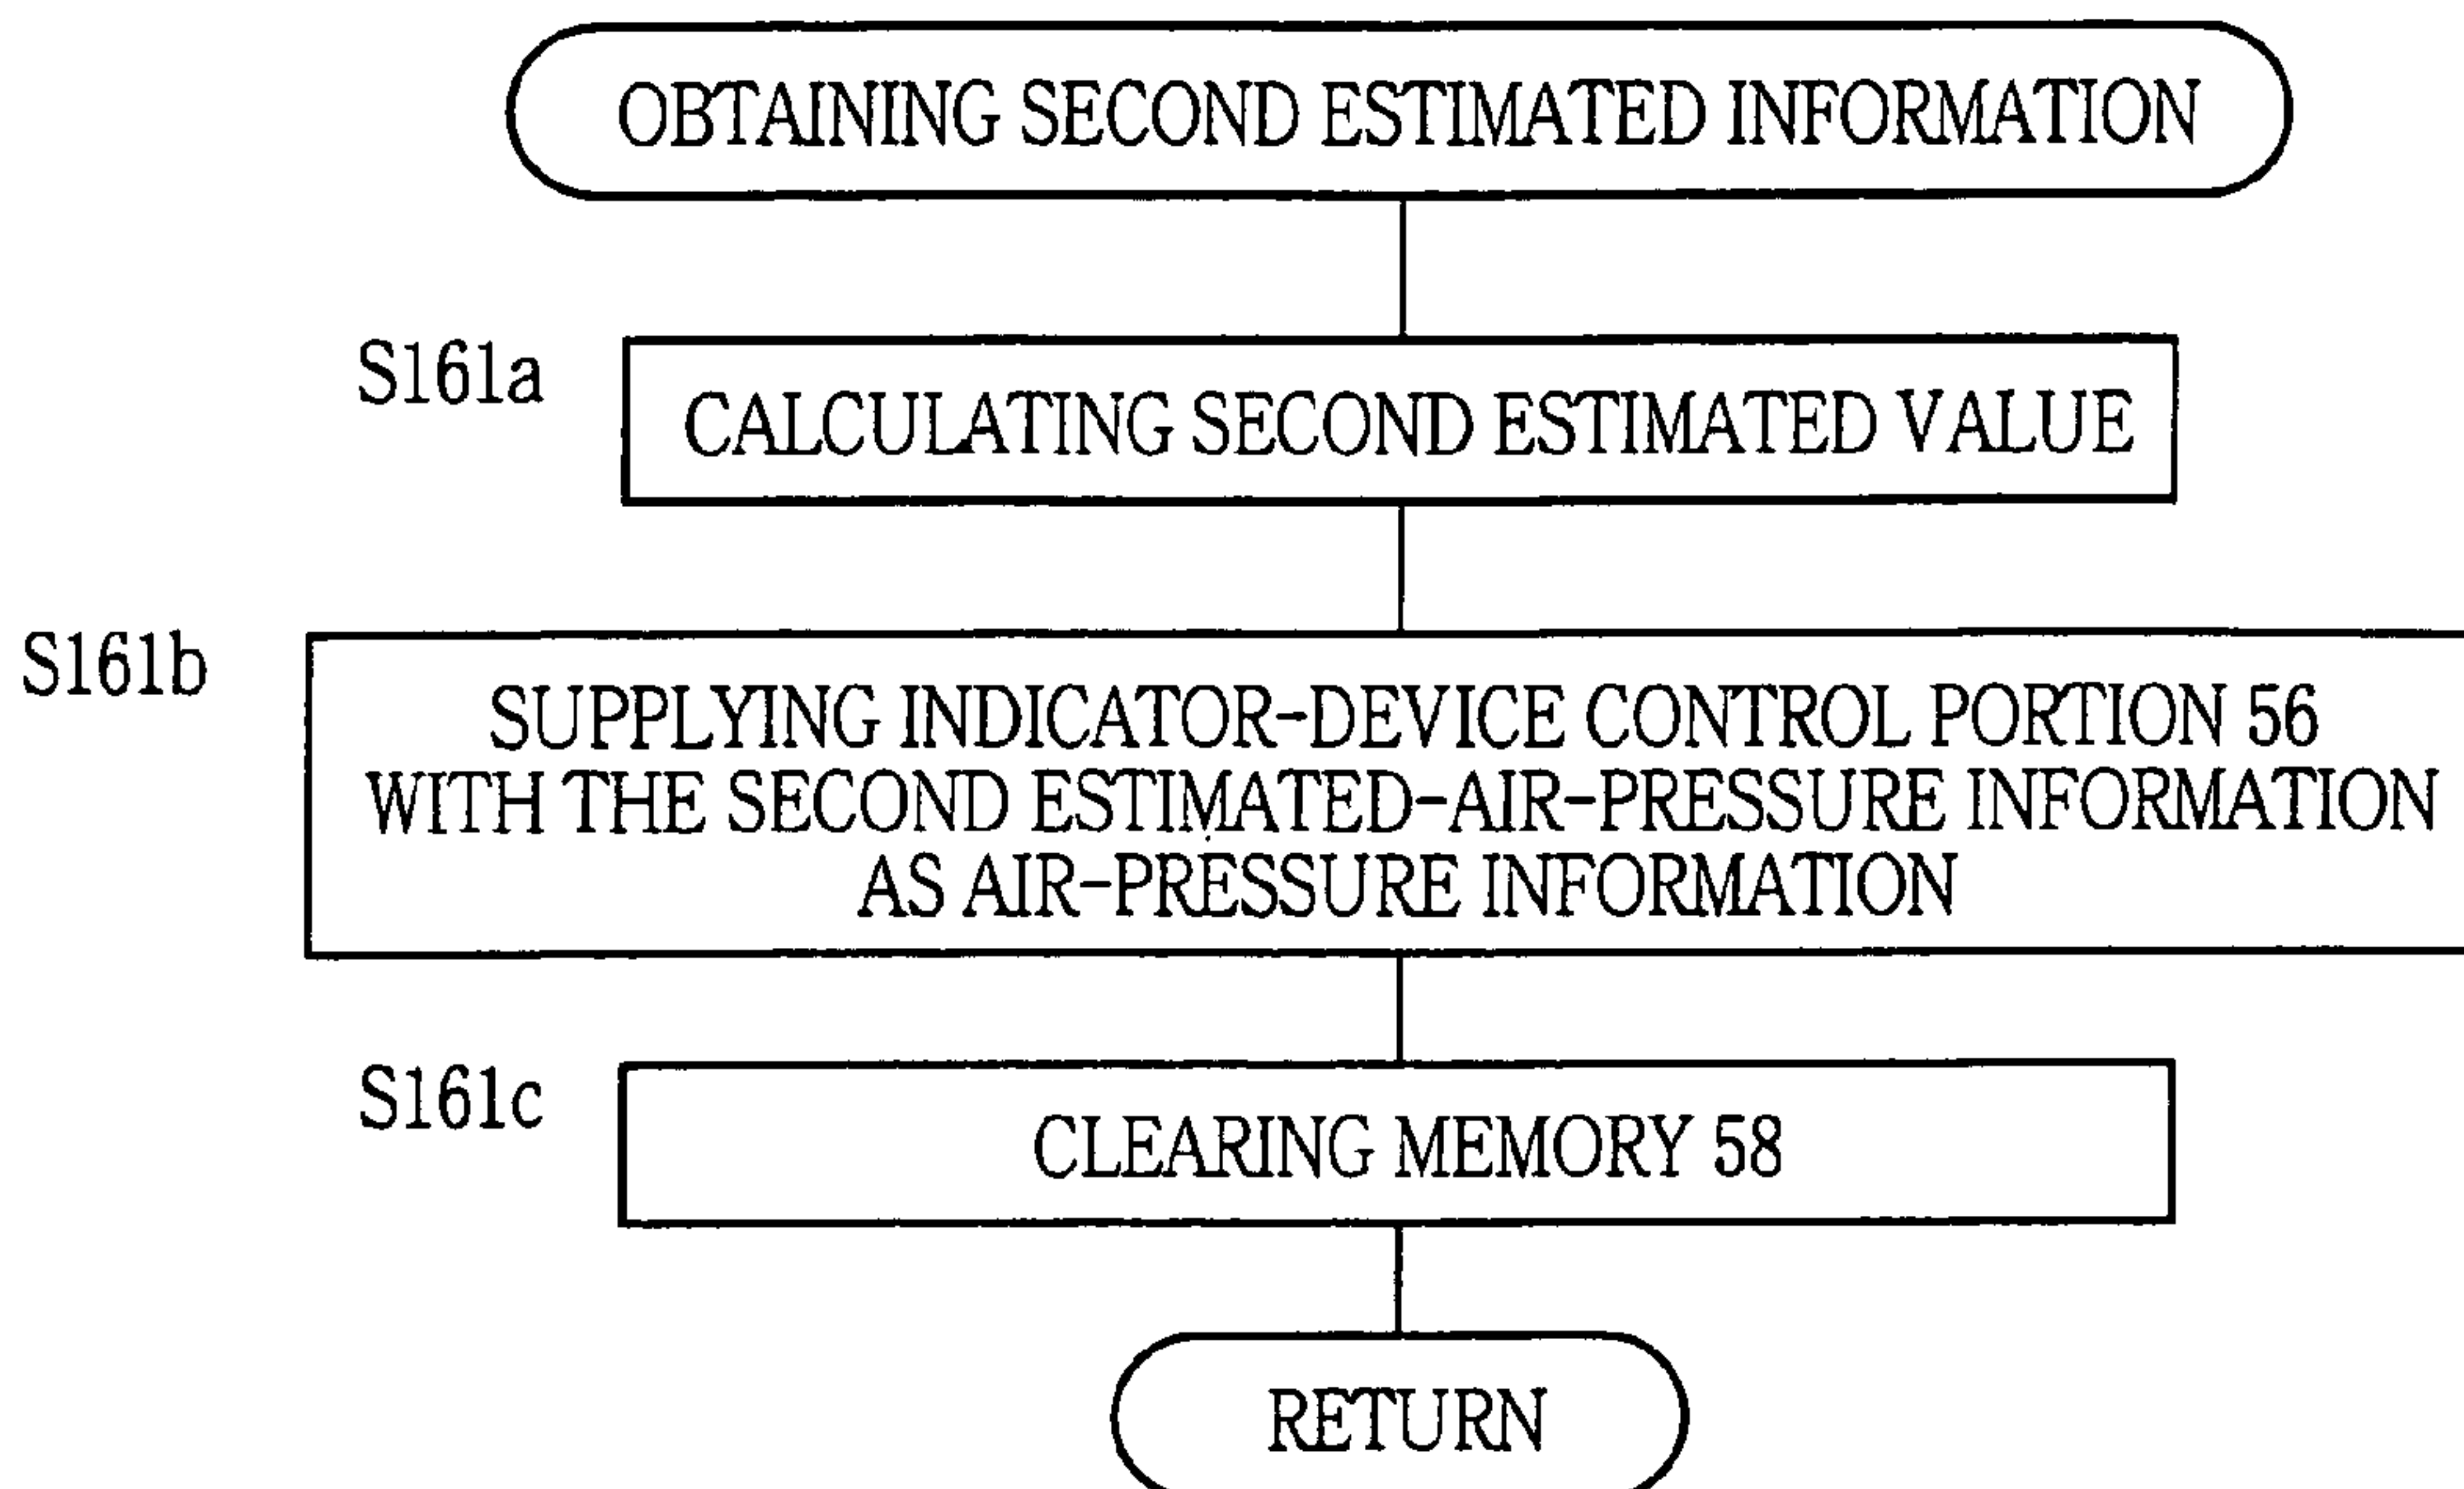 OBTAINING SECOND ESTIMATED INFORMATION
S161a
CALCULATING SECOND ESTIMATED VALUE
S161b
SUPPLYING INDICATOR-DEVICE CONTROL PORTION 56
WITH THE SECOND ESTIMATED-AIR-PRESSURE INFORMATION
AS AIR-PRESSURE INFORMATION
S161c
CLEARING MEMORY 58
RETURN